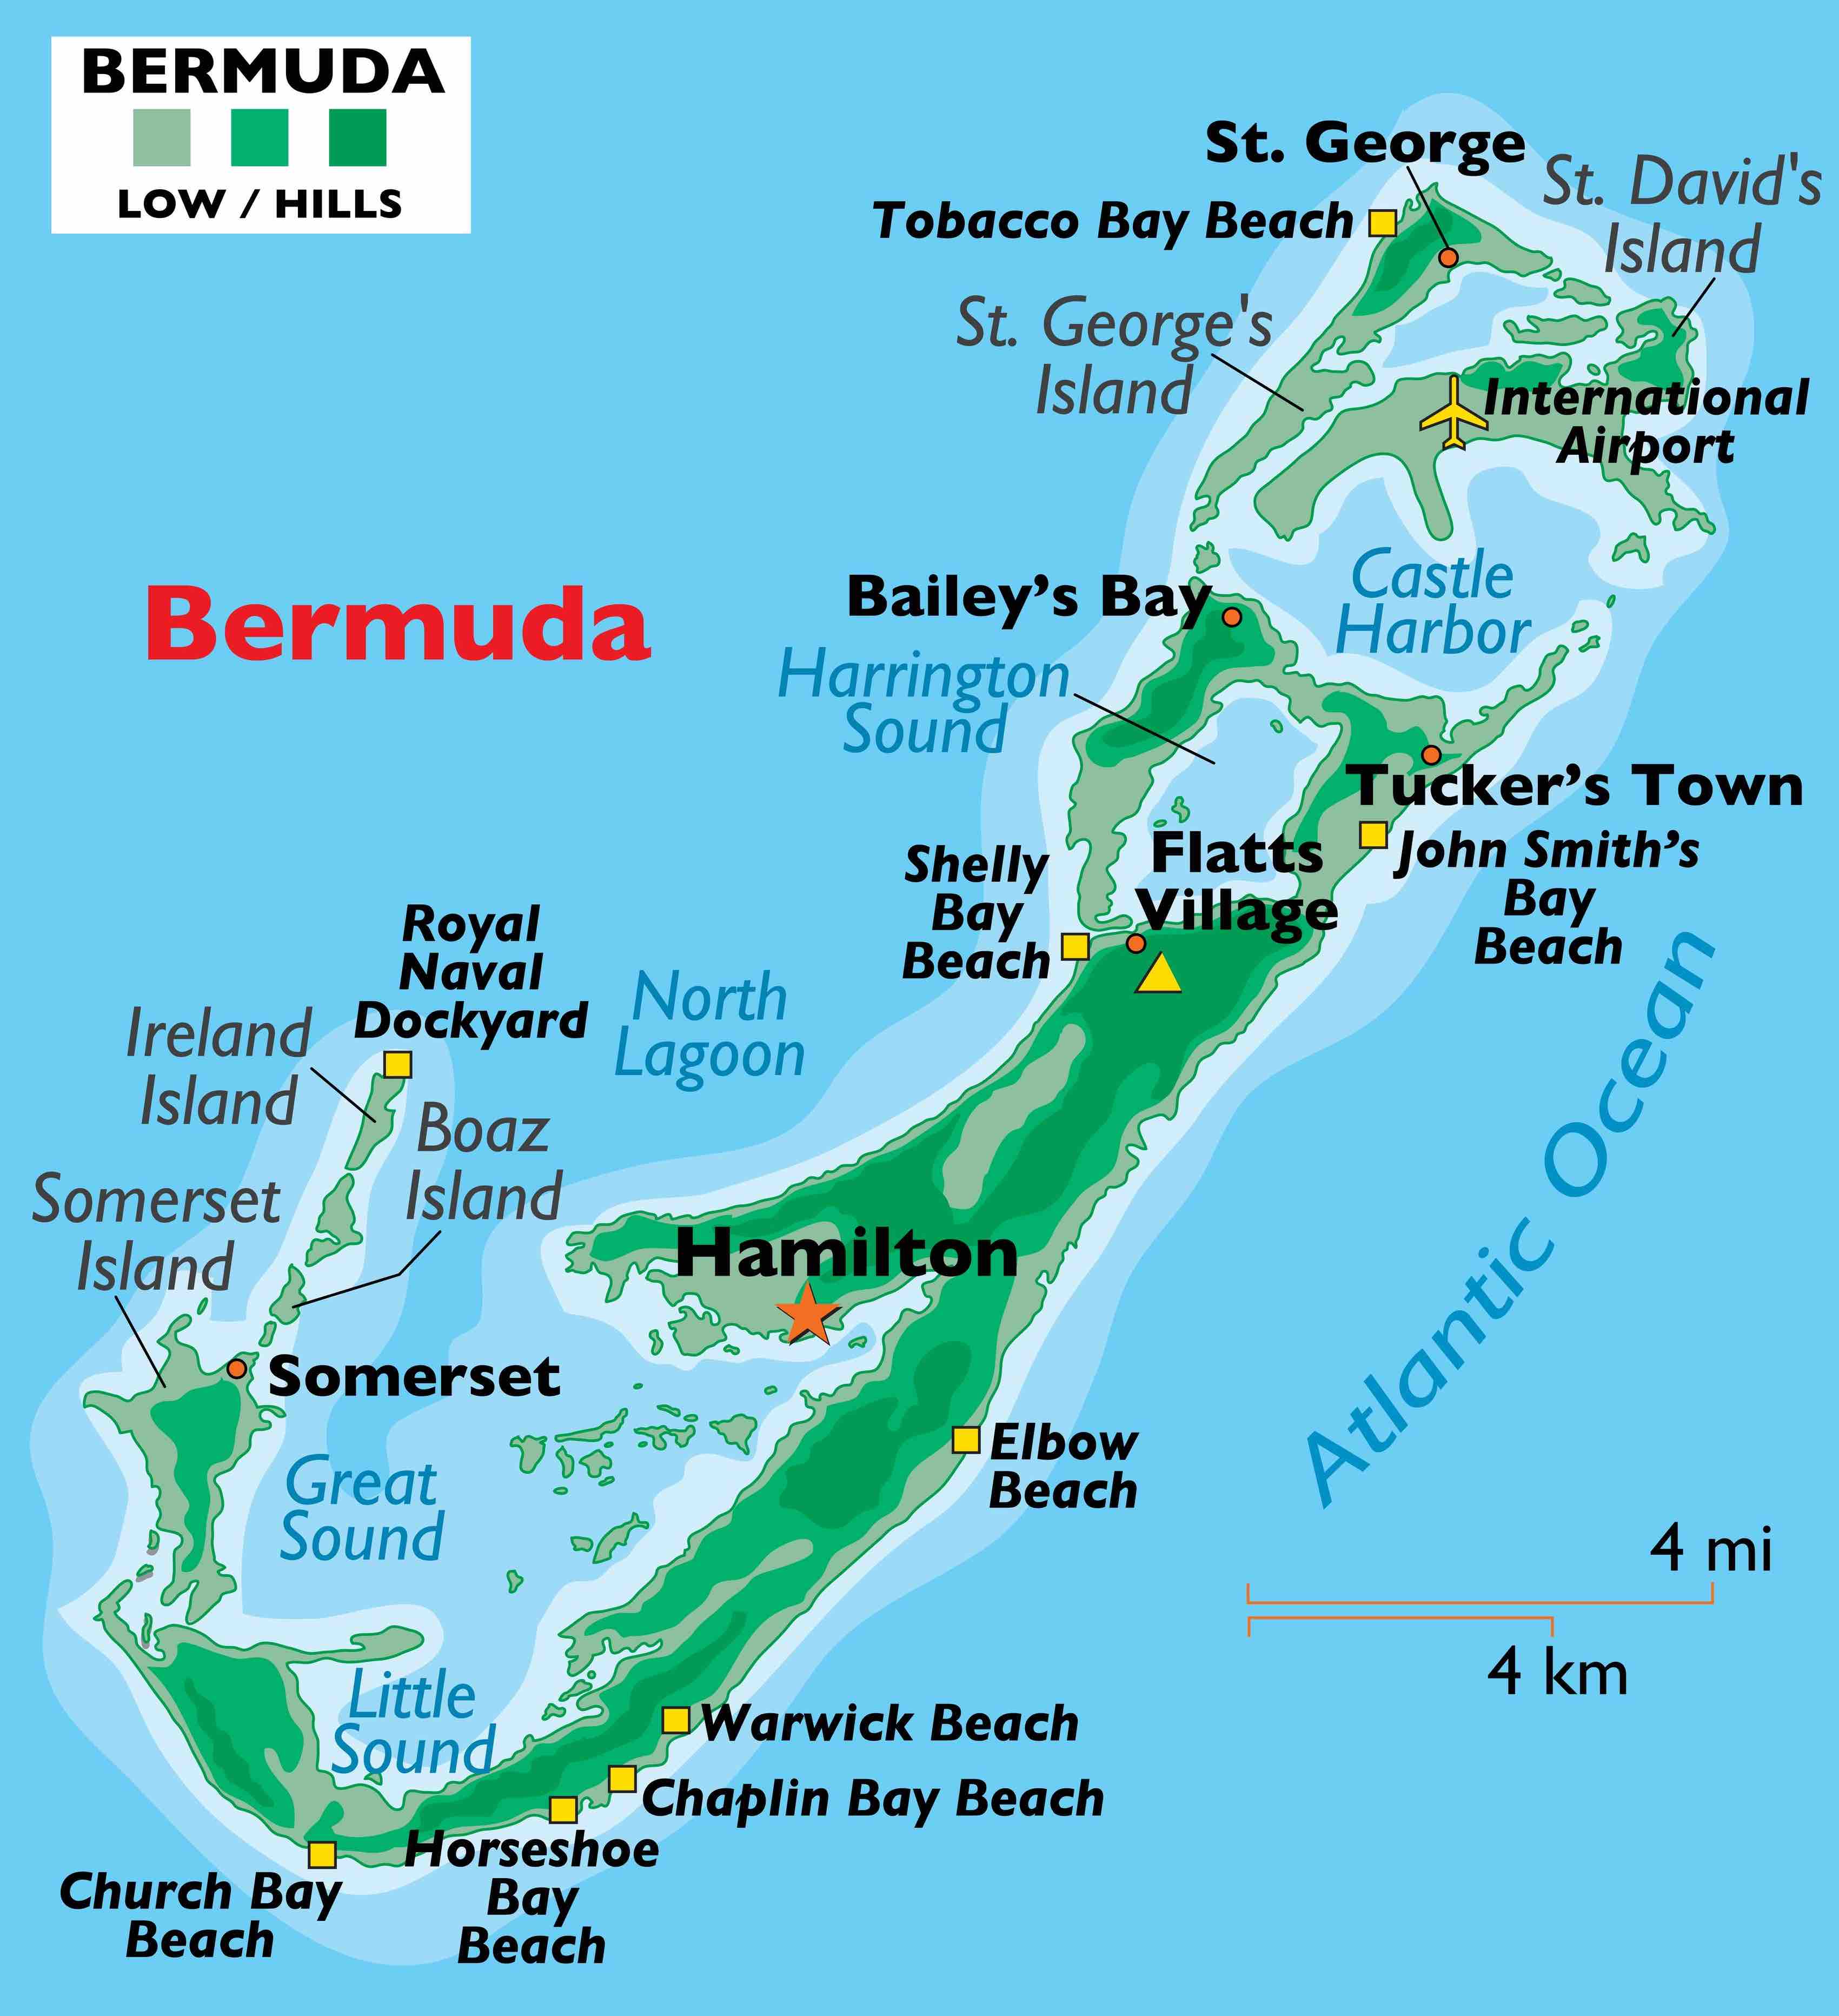 BERMUDA
LOW / HILLS
St. George
St. David's
Island
Tobacco Bay Beach
St. George's
Island
International
Airport
Bermuda
Bailey’s Bay
Castle
Harbor
Harrington
Sound
Tucker’s Town
Flatts
Village
John Smith’s
Bay
Beach
Shelly
Bay
Beach
Royal
Naval
Dockyard
North
Lagoon
Ireland
Island
Boaz
Island
Somerset
Island
Atlantic Ocean
Hamilton
Somerset
Elbow
Beach
Great
Sound
4 mi
4 km
Little
Sound
Warwick Beach
Chaplin Bay Beach
Horseshoe
Bay
Beach
Church Bay
Beach